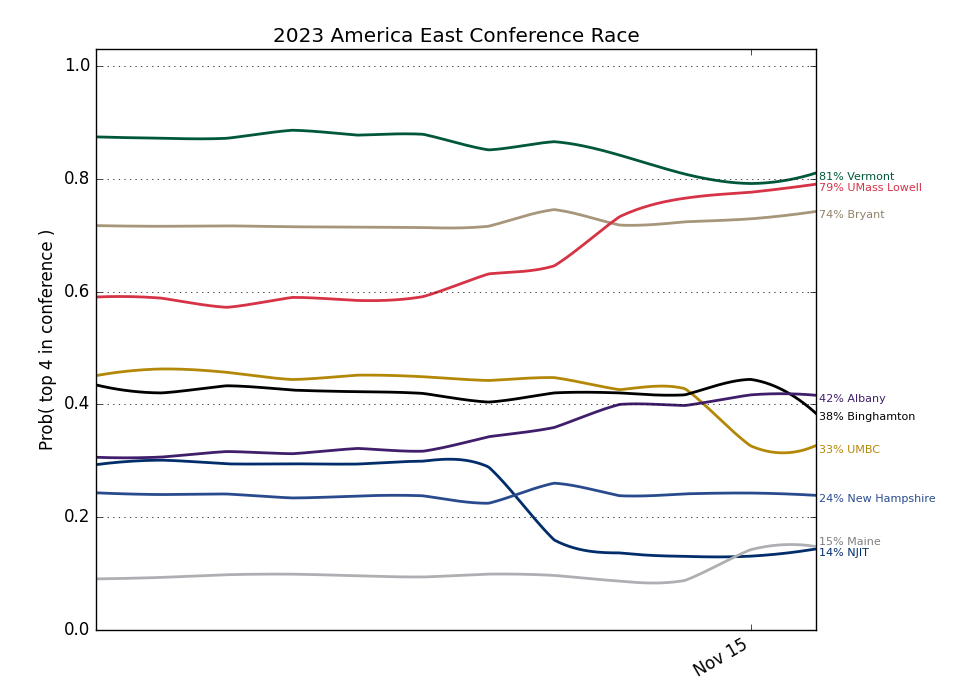 2023 America East Conference Race
Prob( top 4 in conference )
1.0
0.8
0.6
0.4
0.2
0.0
81% Vermont
79% UMass Lowell
74% Bryant
42% Albany
38% Binghamton
33% UMBC
24% New Hampshire
15% Maine
14% NJIT
Nov 15